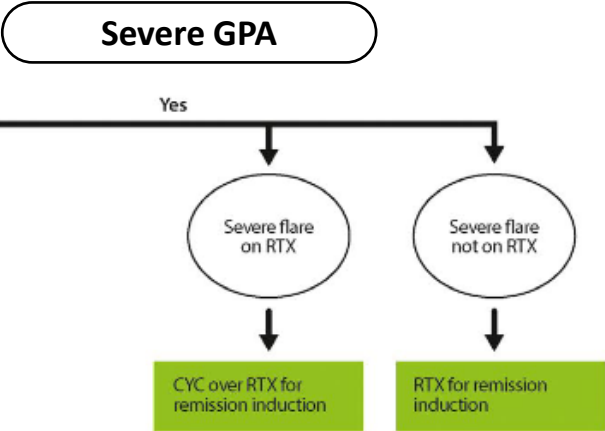 Severe GPA
Yes
Severe flare
on RTX
Severe flare
not on RTX
CYC over RTX for
remission induction
RTX for remission
induction